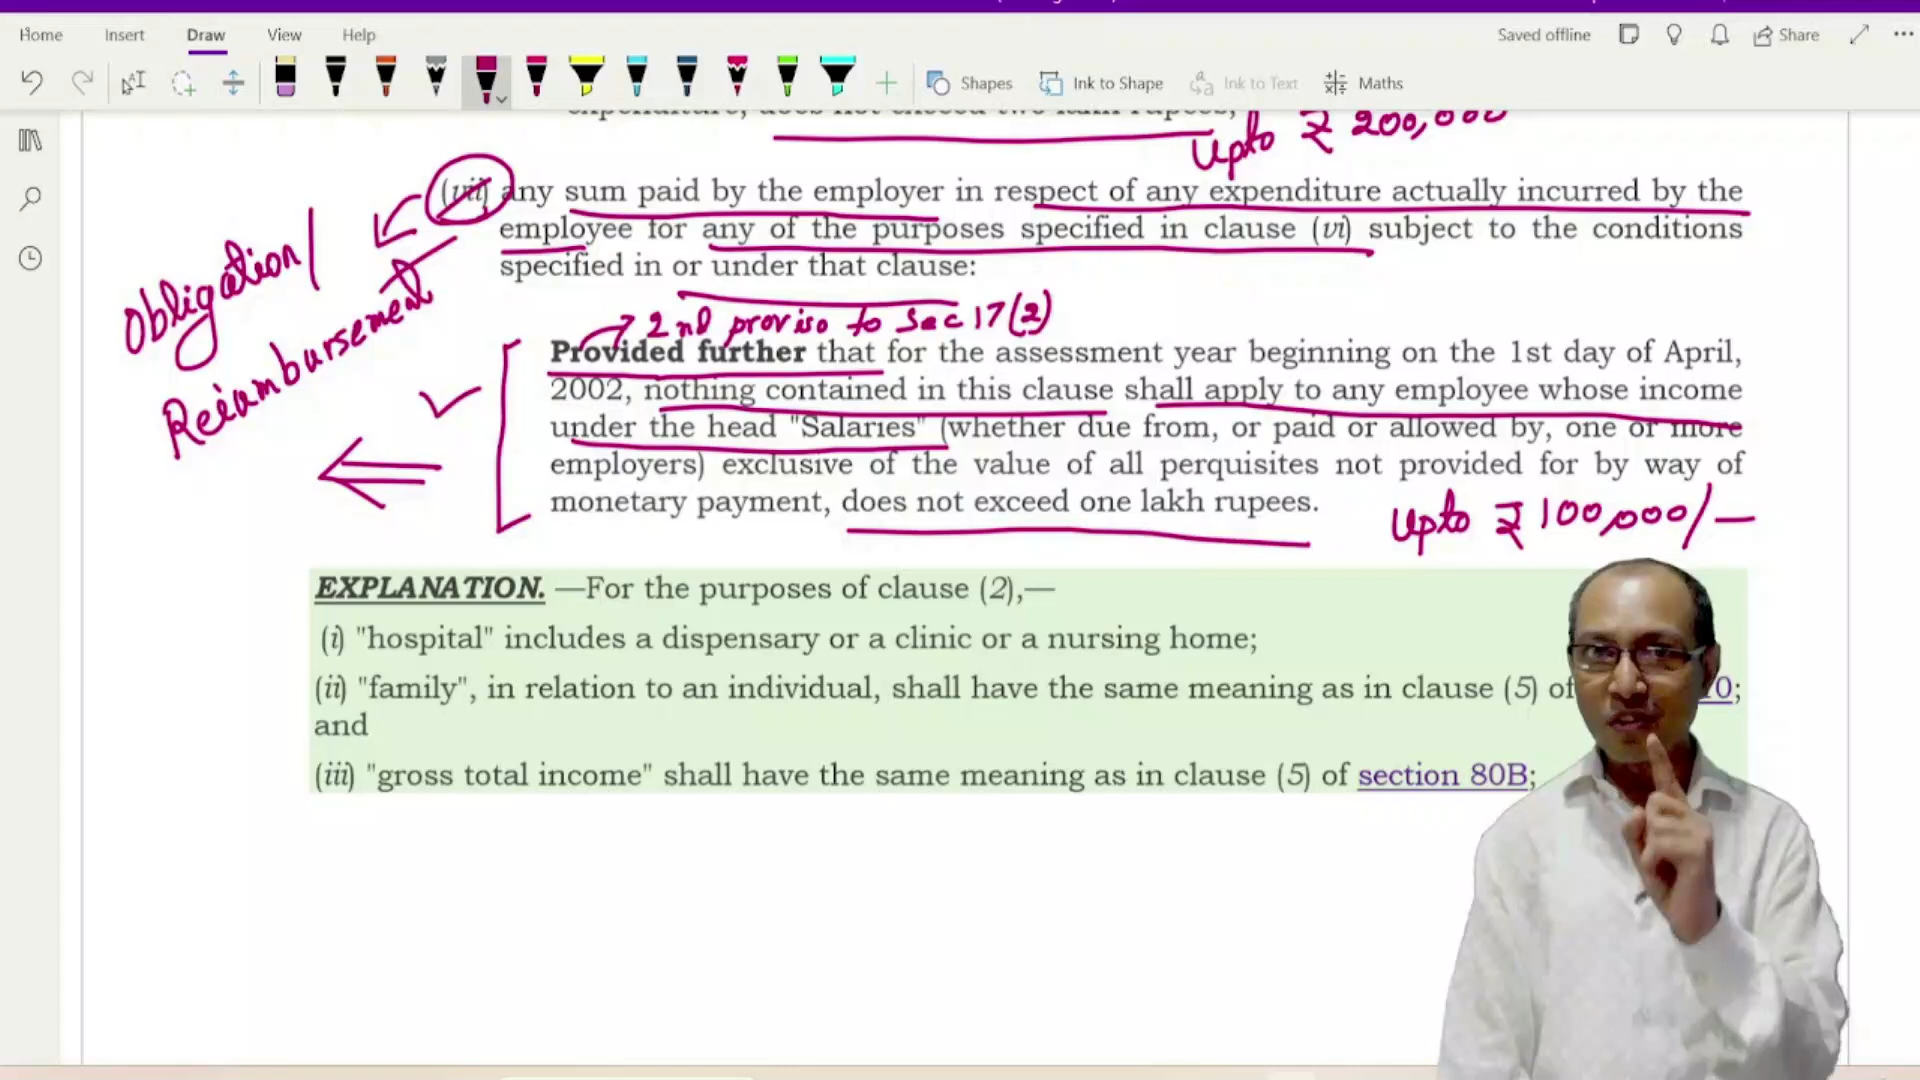 Home Insert Draw View Help Saved offline Share
Shapes Ink to Shape Ink to Text Maths
expenditure, does not exceed two lakh rupees;
Upto ₹ 200,000
(vii) any sum paid by the employer in respect of any expenditure actually incurred by the
employee for any of the purposes specified in clause (vi) subject to the conditions
specified in or under that clause:
Obligation/
Reiambursement
2nd proviso to Sec 17(2)
Provided further that for the assessment year beginning on the 1st day of April,
2002, nothing contained in this clause shall apply to any employee whose income
under the head "Salaries" (whether due from, or paid or allowed by, one or more
employers) exclusive of the value of all perquisites not provided for by way of
monetary payment, does not exceed one lakh rupees.
Upto ₹ 100,000/-
EXPLANATION. —For the purposes of clause (2),—
(i) "hospital" includes a dispensary or a clinic or a nursing home;
(ii) "family", in relation to an individual, shall have the same meaning as in clause (5) of 0;
and
(iii) "gross total income" shall have the same meaning as in clause (5) of section 80B;